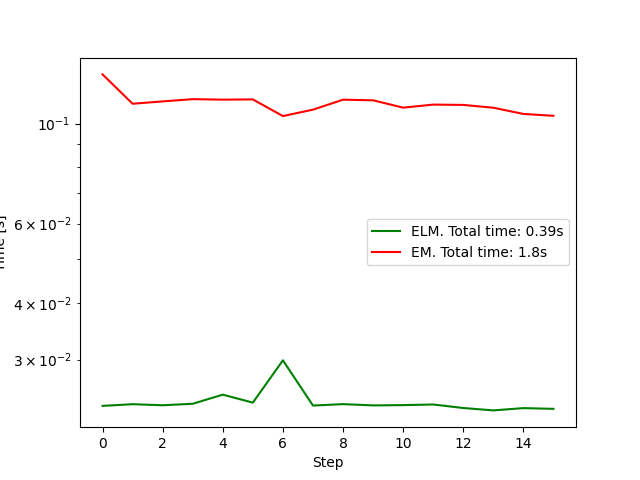 10⁻¹
6 × 10⁻²
4 × 10⁻²
3 × 10⁻²
ELM. Total time: 0.39s
EM. Total time: 1.8s
0 2 4 6 8 10 12 14
Step